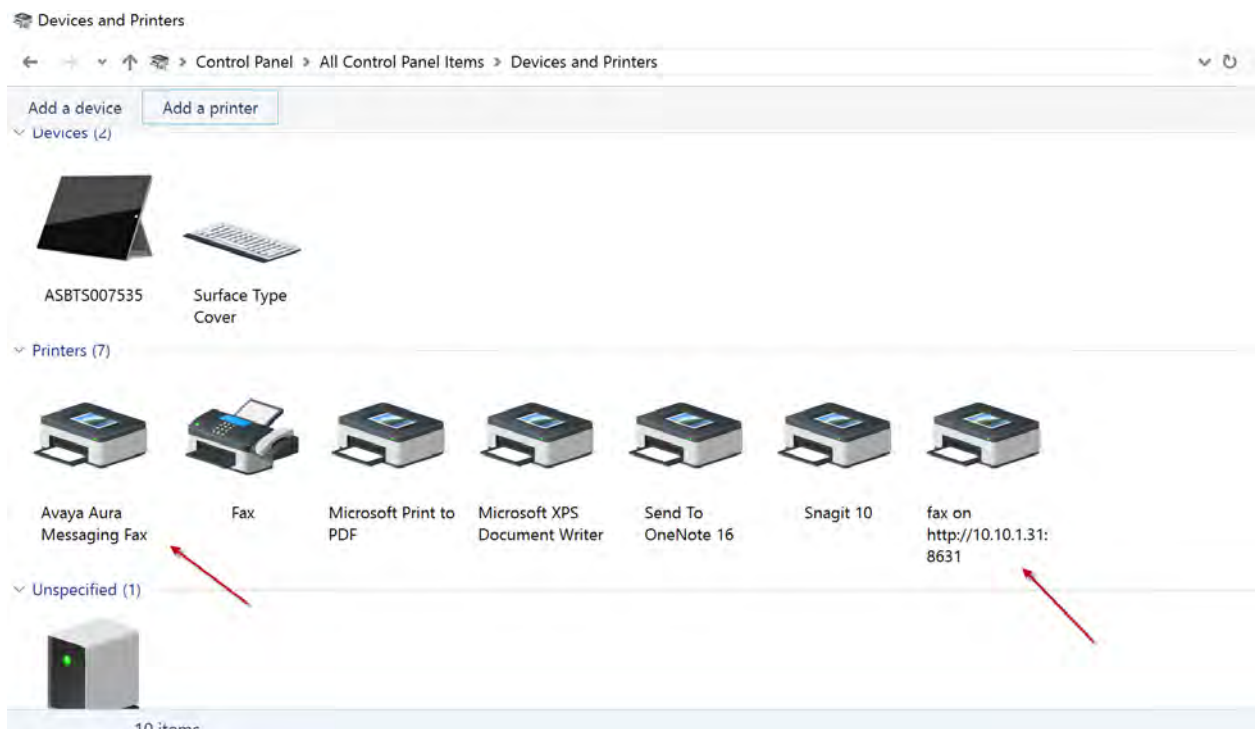 Devices and Printers
Control Panel > All Control Panel Items > Devices and Printers
Add a device Add a printer
Devices (2)
ASBTS007535 Surface Type
Cover
Printers (7)
Avaya Aura Fax Microsoft Print to Microsoft XPS Send To Snagit 10 fax on
Messaging Fax PDF Document Writer OneNote 16 http://10.10.1.31:
8631
Unspecified (1)
10 items